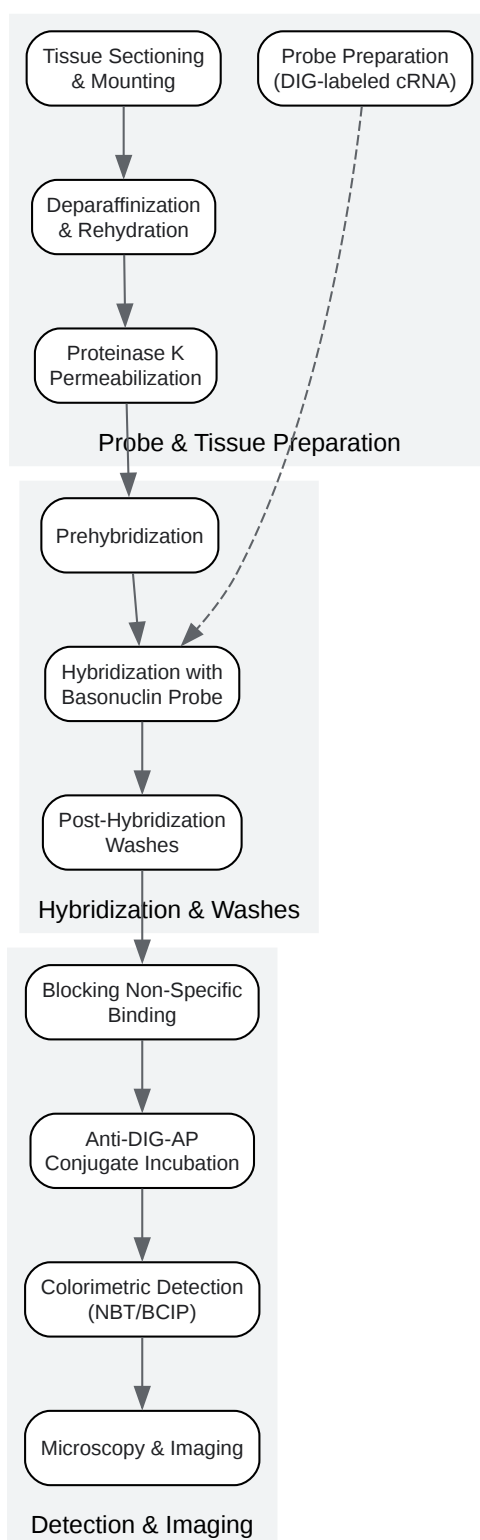 Tissue Sectioning
& Mounting
Probe Preparation
(DIG-labeled cRNA)
Deparaffinization
& Rehydration
Proteinase K
Permeabilization
Probe & Tissue Preparation
Prehybridization
Hybridization with
Basonuclin Probe
Post-Hybridization
Washes
Hybridization & Washes
Blocking Non-Specific
Binding
Anti-DIG-AP
Conjugate Incubation
Colorimetric Detection
(NBT/BCIP)
Microscopy & Imaging
Detection & Imaging